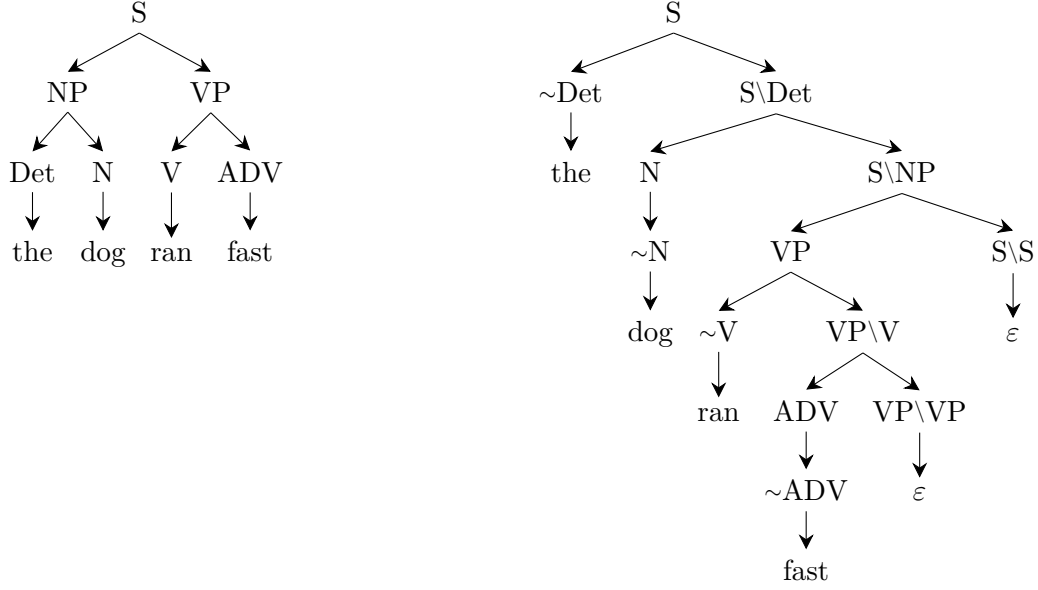 S S
NP VP ~Det S\Det
Det N V ADV the N S\NP
the dog ran fast ~N VP S\S
dog ~V VP\V ε
ran ADV VP\VP
~ADV ε
fast